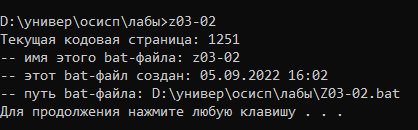 D:\универ\осисп\лабы>z03-02
Текущая кодовая страница: 1251
-- имя этого bat-файла: z03-02
-- этот bat-файл создан: 05.09.2022 16:02
-- путь bat-файла: D:\универ\осисп\лабы\Z03-02.bat
Для продолжения нажмите любую клавишу . . .